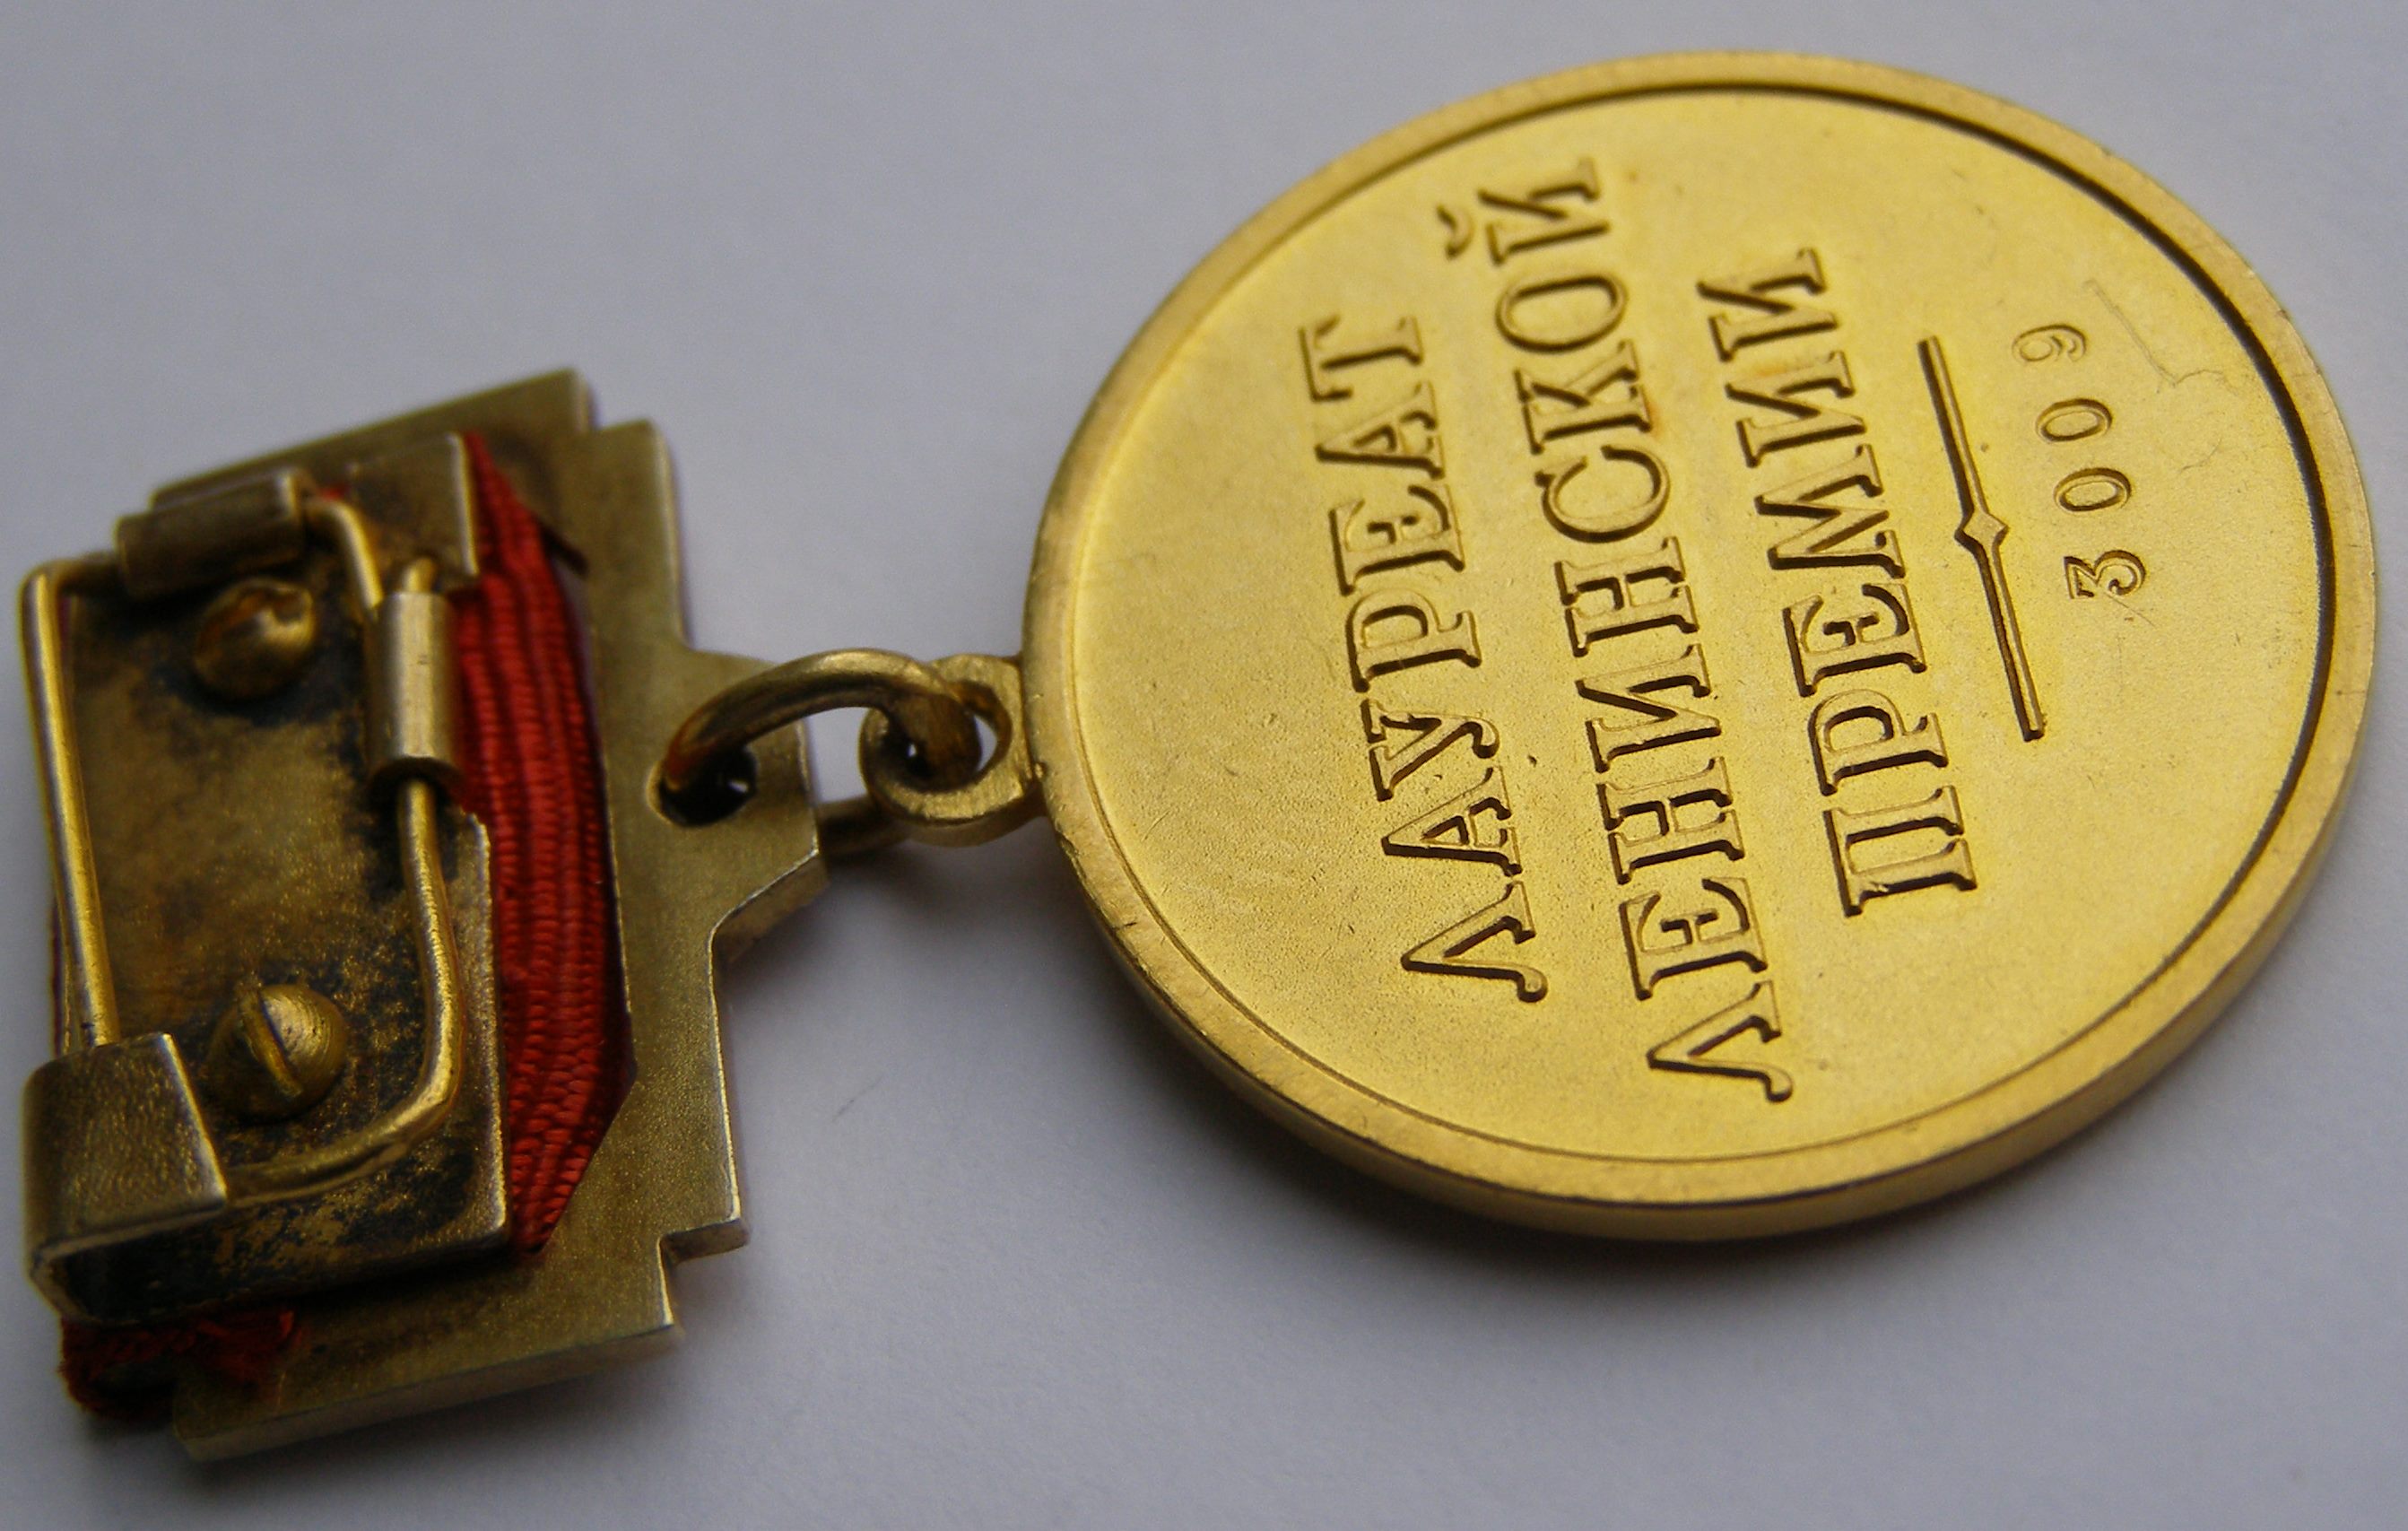 ЛАУРЕАТ
ЛЕНИНСКОЙ
ПРЕМИИ
3009